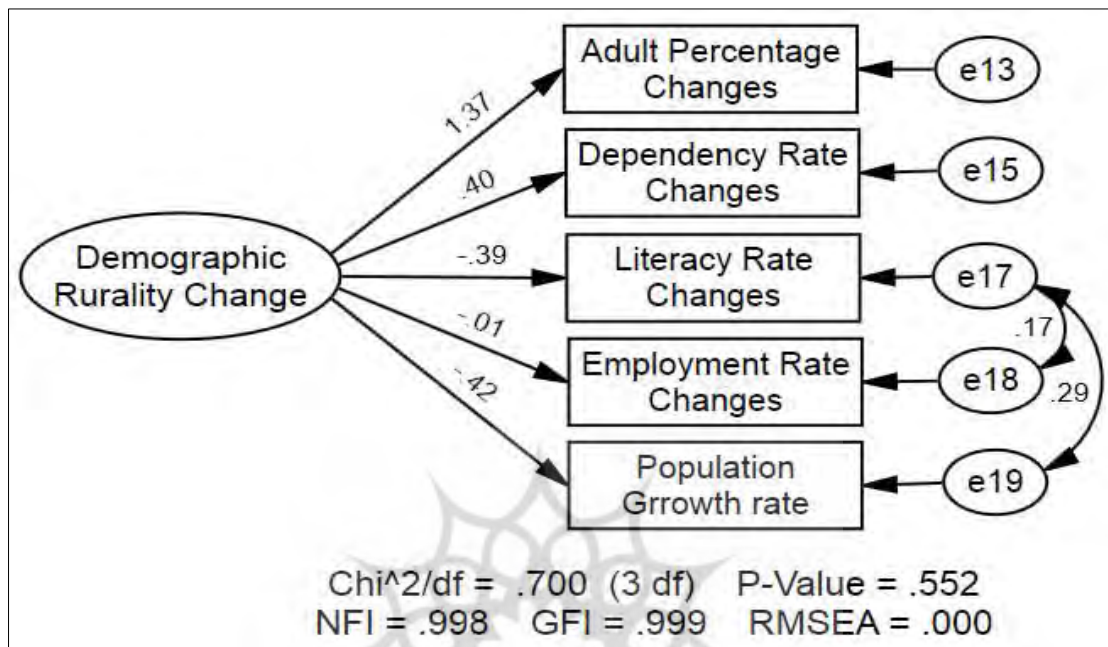 Adult Percentage
Changes
e13
1.37
Dependency Rate
Changes
e15
.40
Demographic
Rurality Change
-.39
Literacy Rate
Changes
e17
.17
-.01
Employment Rate
Changes
e18
.29
-.42
Population
Grrowth rate
e19
Chi^2/df = .700 (3 df) P-Value = .552
NFI = .998 GFI = .999 RMSEA = .000